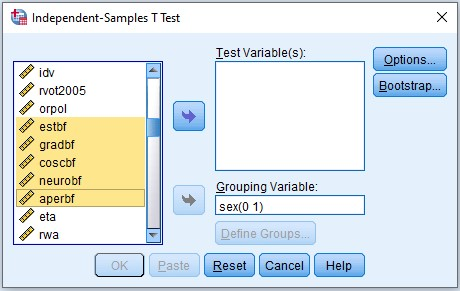 Independent-Samples T Test
idv
rvot2005
orpol
estbf
gradbf
coscbf
neurobf
aperbf
eta
rwa
Test Variable(s):
Options...
Bootstrap...
Grouping Variable:
sex(0 1)
Define Groups...
OK Paste Reset Cancel Help